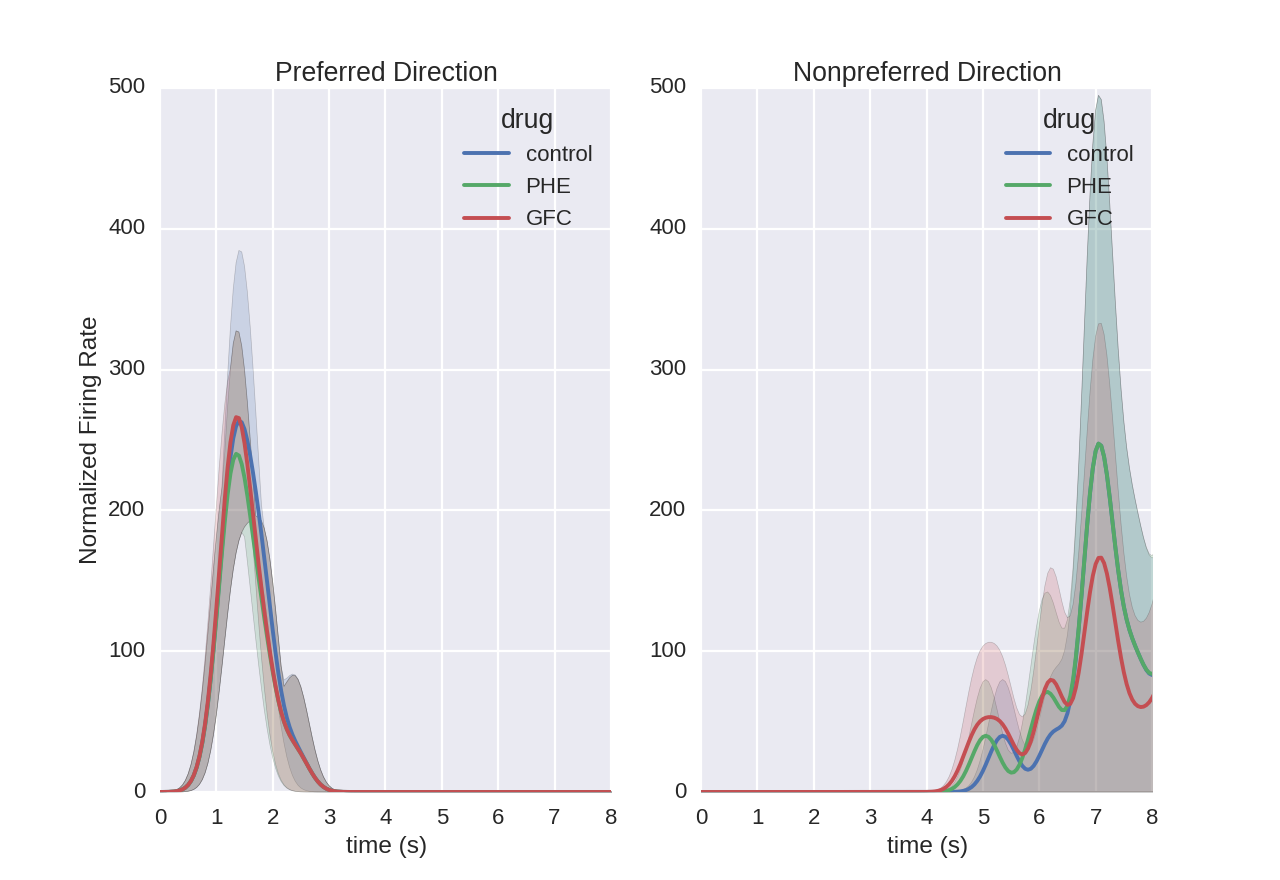 Preferred Direction
500
400
300
200
100
0
Normalized Firing Rate
drug
control
PHE
GFC
0 1 2 3 4 5 6 7 8
time (s)
Nonpreferred Direction
500
400
300
200
100
0
drug
control
PHE
GFC
0 1 2 3 4 5 6 7 8
time (s)